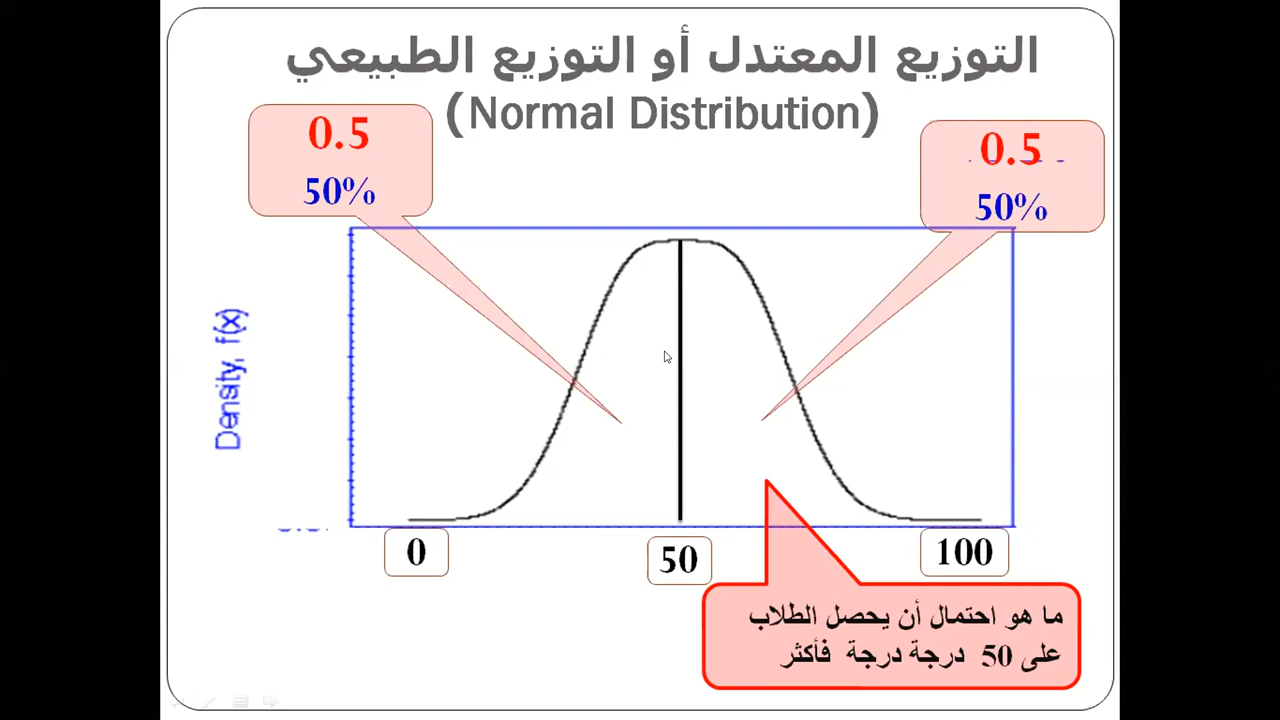 التوزيع المعتدل أو التوزيع الطبيعي
(Normal Distribution)
0.5
50%
0.5
50%
Density, f(x)
0
50
100
ما هو احتمال أن يحصل الطلاب
على 50 درجة درجة فأكثر